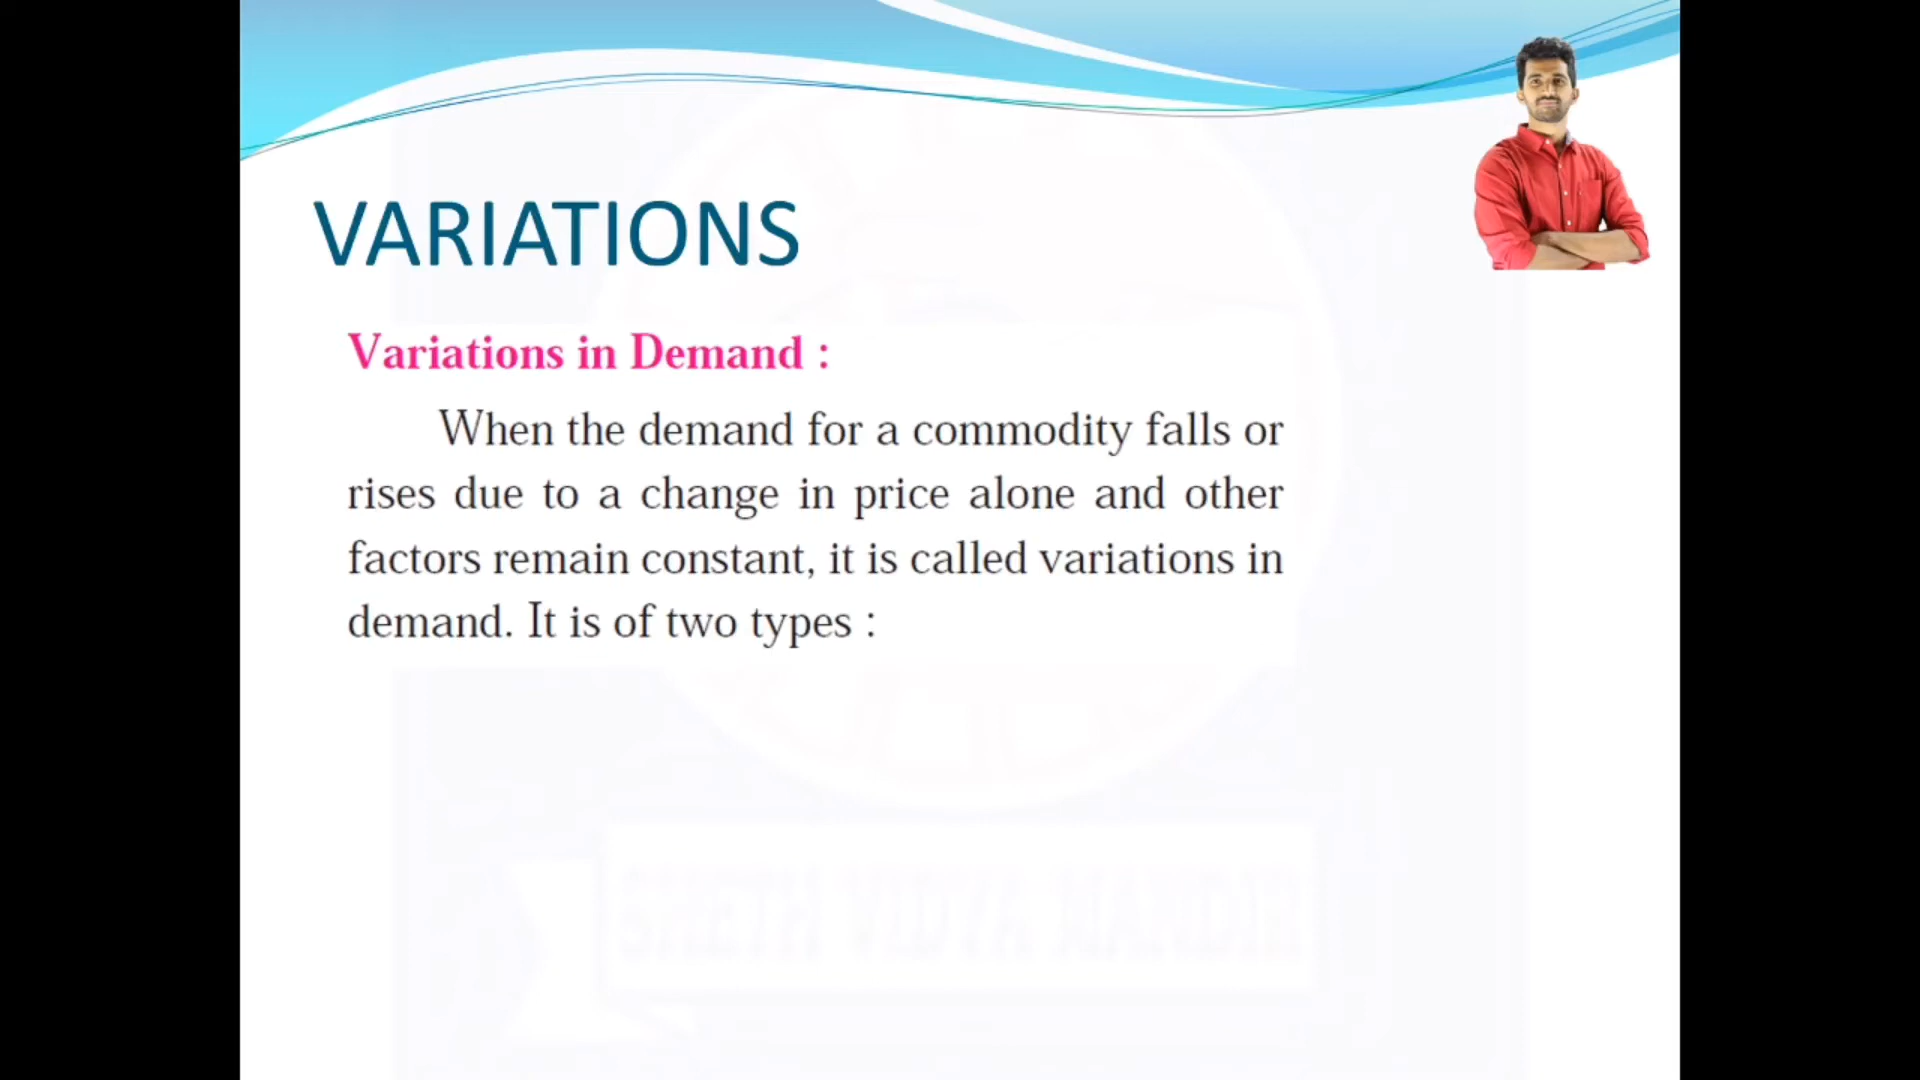 VARIATIONS
Variations in Demand :
When the demand for a commodity falls or
rises due to a change in price alone and other
factors remain constant, it is called variations in
demand. It is of two types :